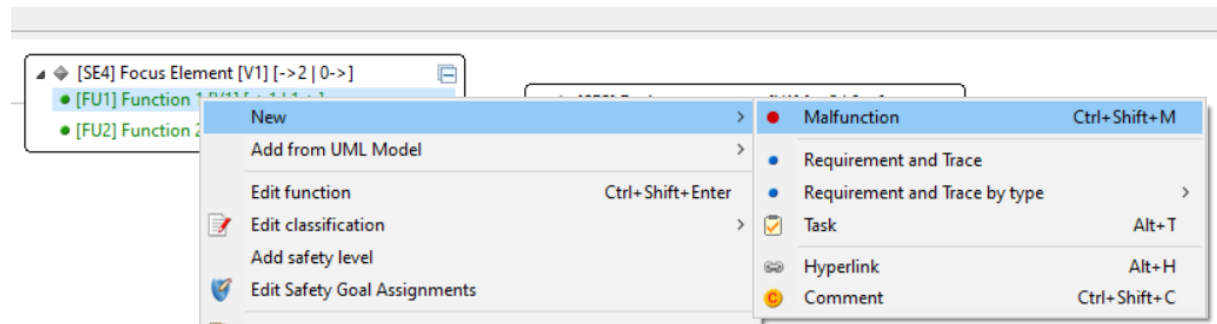 [SE4] Focus Element [V1] [->2 | 0->]
[FU1] Function 1
[FU2] Function 2
New
Add from UML Model
Edit function Ctrl+Shift+Enter
Edit classification
Add safety level
Edit Safety Goal Assignments
Malfunction Ctrl+Shift+M
Requirement and Trace
Requirement and Trace by type
Task Alt+T
Hyperlink Alt+H
C
Comment Ctrl+Shift+C